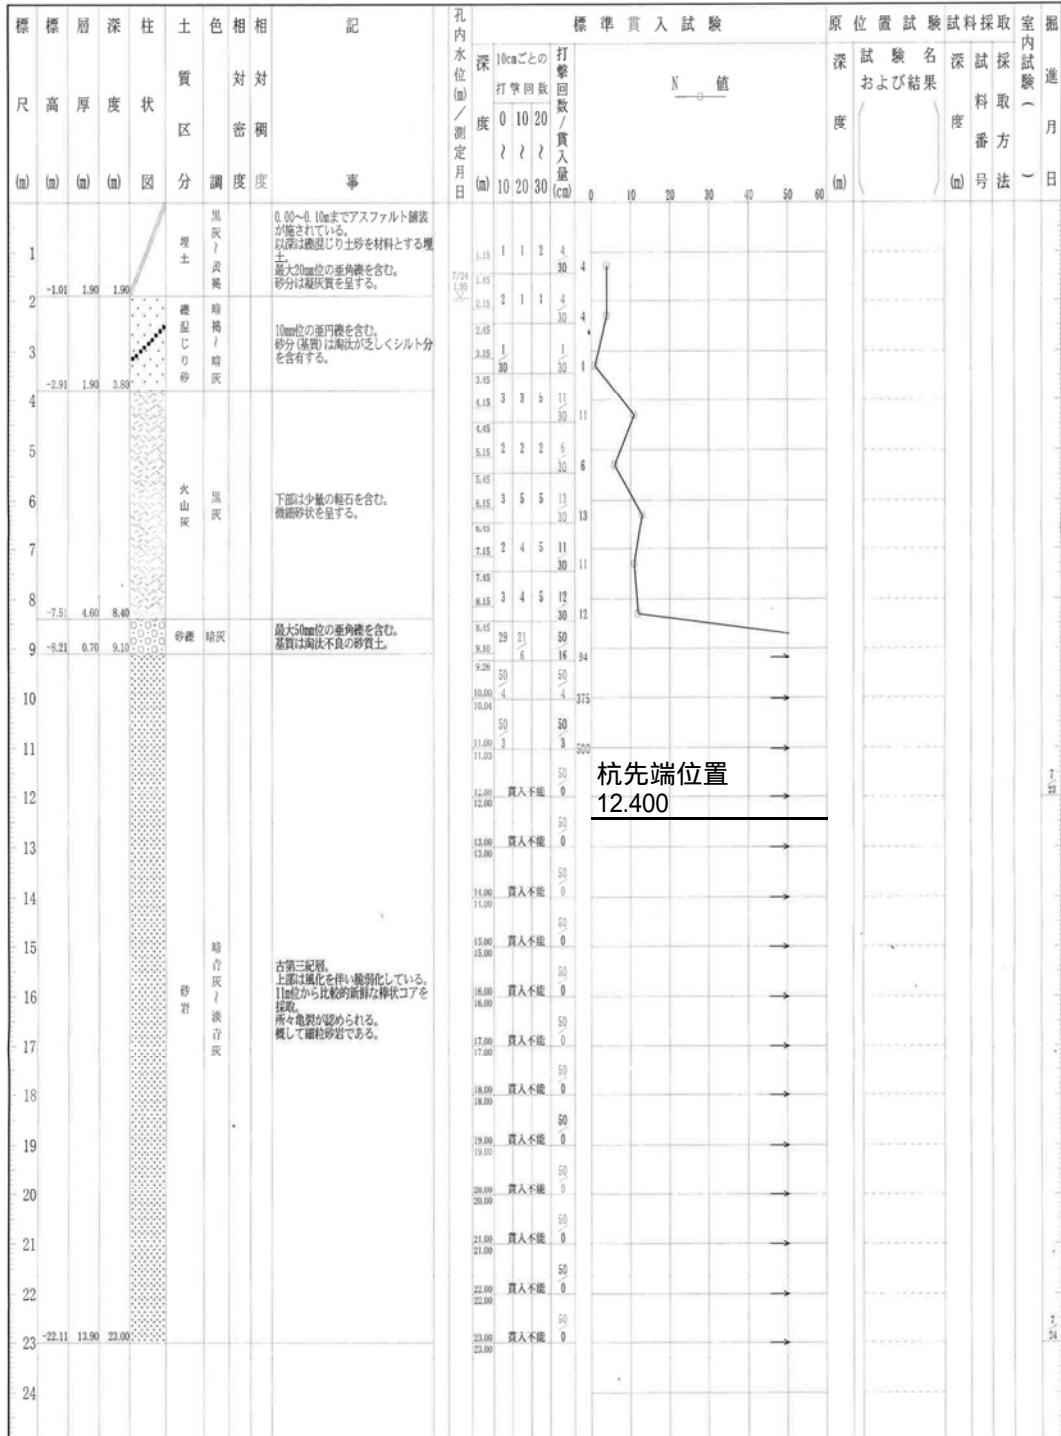 標尺(m)
標高(m)
層厚(m)
深度(m)
柱状図
土質区分
色調
相対密度
相対稠度
記事
孔内水位(m)／測定月日
標準貫入試験
深度(m)
10cmごとの打撃回数
0～10
10～20
20～30
打撃回数/貫入量(cm)
N 値
0 10 20 30 40 50 60
原位置試験
深度(m)
試験名および結果
試料採取
深度(m)
試料番号
採取方法
室内試験（ ）
掘進月日
-1.01 1.90 1.90
埋土
黒灰～黄褐
0.00～0.10mまでアスファルト舗装
が施されている。
以深は礫混じり土砂を材料とする埋
土。
最大20mm位の亜角礫を含む。
砂分は凝灰質を呈する。
-2.91 1.90 3.80
礫混じり砂
暗褐～暗灰
10mm位の亜円礫を含む。
砂分(基質)は淘汰が乏しくシルト分
を含有する。
-7.51 4.60 8.40
火山灰
黒灰
下部は少量の軽石を含む。
微細砂状を呈する。
-8.21 0.70 9.10
砂礫
暗灰
最大50mm位の亜角礫を含む。
基質は淘汰不良の砂質土。
-22.11 13.90 23.00
砂岩
暗青灰～淡青灰
古第三紀層。
上部は風化を伴い脆弱化している。
11m位から比較的新鮮な棒状コアを
採取。
所々亀裂が認められる。
概して細粒砂岩である。
7/24
1.95
1.15 1 1 2 4/30 4
1.45
2.15 2 1 1 4/30 4
2.45
3.15 1/30 1/30 1
3.45
4.15 3 3 5 11/30 11
4.45
5.15 2 2 2 6/30 6
5.45
6.15 3 5 5 13/30 13
6.45
7.15 2 4 5 11/30 11
7.45
8.15 3 4 5 12/30 12
8.45
9.10 29 21/6 50/16 94
9.26
10.00 50/4 50/4 375
10.04
11.00 50/3 50/3 500
11.03
杭先端位置
12.400
12.00 貫入不能 50/0
12.00
13.00 貫入不能 50/0
13.00
14.00 貫入不能 50/0
14.00
15.00 貫入不能 50/0
15.00
16.00 貫入不能 50/0
16.00
17.00 貫入不能 50/0
17.00
18.00 貫入不能 50/0
18.00
19.00 貫入不能 50/0
19.00
20.00 貫入不能 50/0
20.00
21.00 貫入不能 50/0
21.00
22.00 貫入不能 50/0
22.00
23.00 貫入不能 50/0
23.00
7/23
7/24
1
2
3
4
5
6
7
8
9
10
11
12
13
14
15
16
17
18
19
20
21
22
23
24